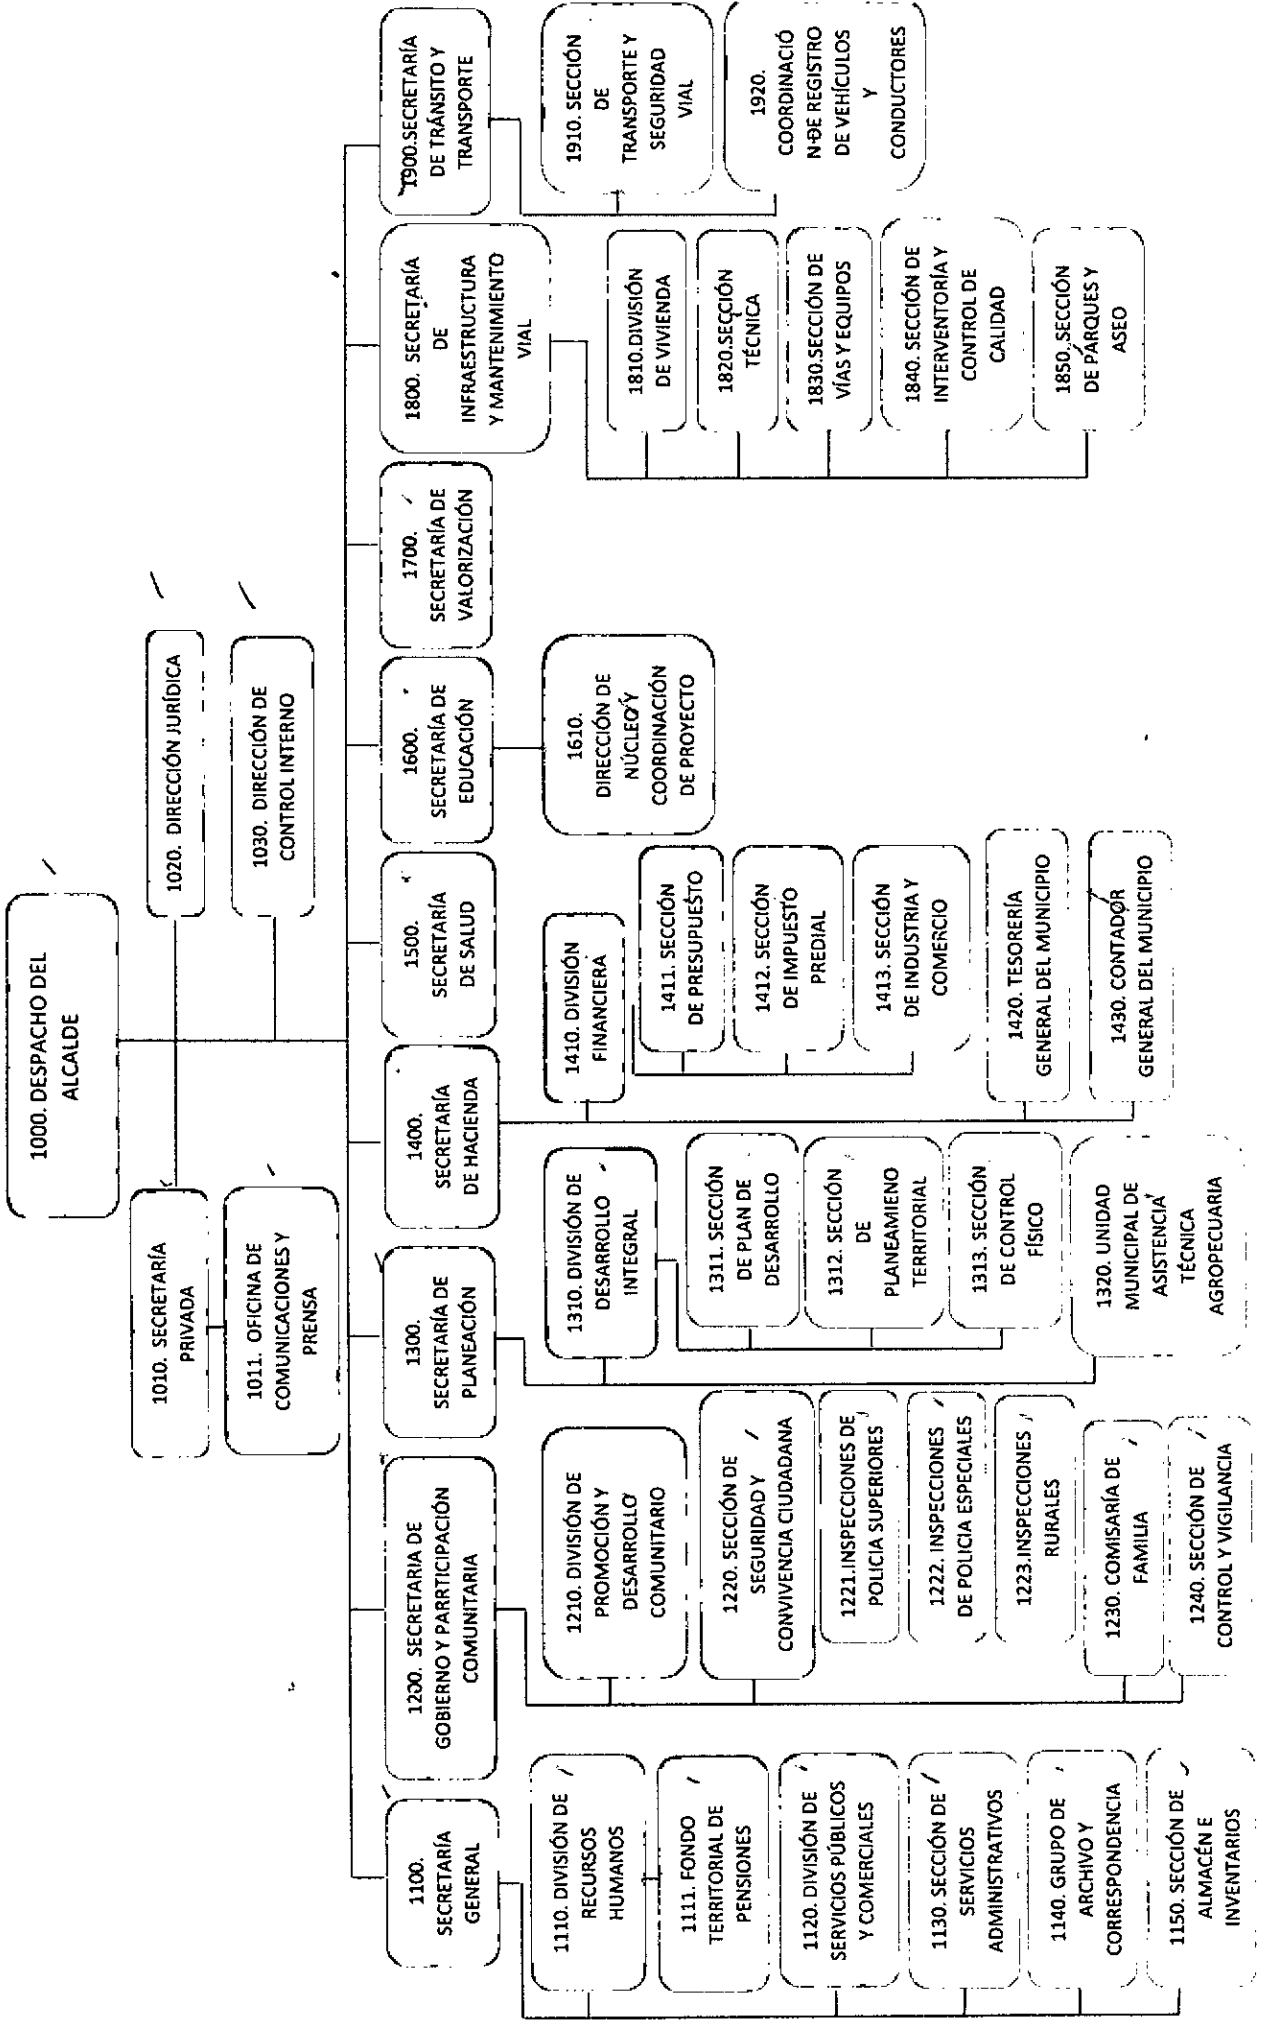 1000. DESPACHO DEL
ALCALDE
1010. SECRETARÍA
PRIVADA
1011. OFICINA DE
COMUNICACIONES Y
PRENSA
1020. DIRECCIÓN JURÍDICA
1030. DIRECCIÓN DE
CONTROL INTERNO
1100.
SECRETARÍA
GENERAL
1110. DIVISIÓN DE
RECURSOS
HUMANOS
1111. FONDO
TERRITORIAL DE
PENSIONES
1120. DIVISIÓN DE
SERVICIOS PÚBLICOS
Y COMERCIALES
1130. SECCIÓN DE
SERVICIOS
ADMINISTRATIVOS
1140. GRUPO DE
ARCHIVO Y
CORRESPONDENCIA
1150. SECCIÓN DE
ALMACÉN E
INVENTARIOS
1200. SECRETARIA DE
GOBIERNO Y PARRTICIPACIÓN
COMUNITARIA
1210. DIVISIÓN DE
PROMOCIÓN Y
DESARROLLO
COMUNITARIO
1220. SECCIÓN DE
SEGURIDAD Y
CONVIVENCIA CIUDADANA
1221.INSPECCIONES DE
POLICIA SUPERIORES
1222. INSPECCIONES
DE POLICIA ESPECIALES
1223.INSPECCIONES
RURALES
1230. COMISARÍA DE
FAMILIA
1240. SECCIÓN DE
CONTROL Y VIGILANCIA
1300.
SECRETARÍA DE
PLANEACIÓN
1310. DIVISIÓN DE
DESARROLLO
INTEGRAL
1311. SECCIÓN
DE PLAN DE
DESARROLLO
1312. SECCIÓN
DE
PLANEAMIENO
TERRITORIAL
1313. SECCIÓN
DE CONTROL
FÍSICO
1320. UNIDAD
MUNICIPAL DE
ASISTENCIA
TÉCNICA
AGROPECUARIA
1400.
SECRETARÍA
DE HACIENDA
1410. DIVISIÓN
FINANCIERA
1411. SECCIÓN
DE PRESUPUESTO
1412. SECCIÓN
DE IMPUESTO
PREDIAL
1413. SECCIÓN
DE INDUSTRIA Y
COMERCIO
1420. TESORERÍA
GENERAL DEL MUNICIPIO
1430. CONTADOR
GENERAL DEL MUNICIPIO
1500.
SECRETARÍA
DE SALUD
1600.
SECRETARÍA DE
EDUCACIÓN
1610.
DIRECCIÓN DE
NÚCLEO Y
COORDINACIÓN
DE PROYECTO
1700.
SECRETARÍA DE
VALORIZACIÓN
1800. SECRETARÍA
DE
INFRAESTRUCTURA
Y MANTENIMIENTO
VIAL
1810.DIVISIÓN
DE VIVIENDA
1820.SECCIÓN
TÉCNICA
1830.SECCIÓN DE
VÍAS Y EQUIPOS
1840. SECCIÓN DE
INTERVENTORÍA Y
CONTROL DE
CALIDAD
1850. SECCIÓN
DE PARQUES Y
ASEO
1900.SECRETARÍA
DE TRÁNSITO Y
TRANSPORTE
1910. SECCIÓN
DE
TRANSPORTE Y
SEGURIDAD
VIAL
1920.
COORDINACIÓ
N DE REGISTRO
DE VEHÍCULOS
Y
CONDUCTORES